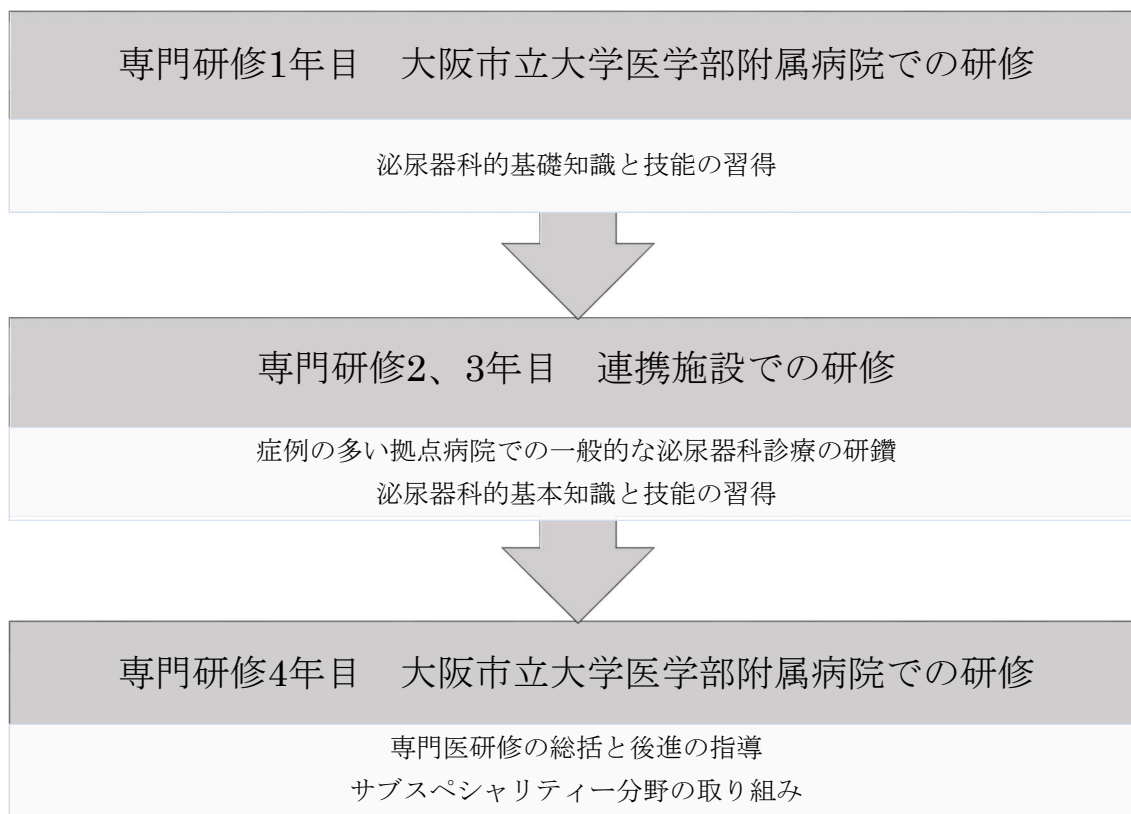 専門研修1年目　大阪市立大学医学部附属病院での研修
泌尿器科的基礎知識と技能の習得
専門研修2、3年目　連携施設での研修
症例の多い拠点病院での一般的な泌尿器科診療の研鑽
泌尿器科的基本知識と技能の習得
専門研修4年目　大阪市立大学医学部附属病院での研修
専門医研修の総括と後進の指導
サブスペシャリティー分野の取り組み